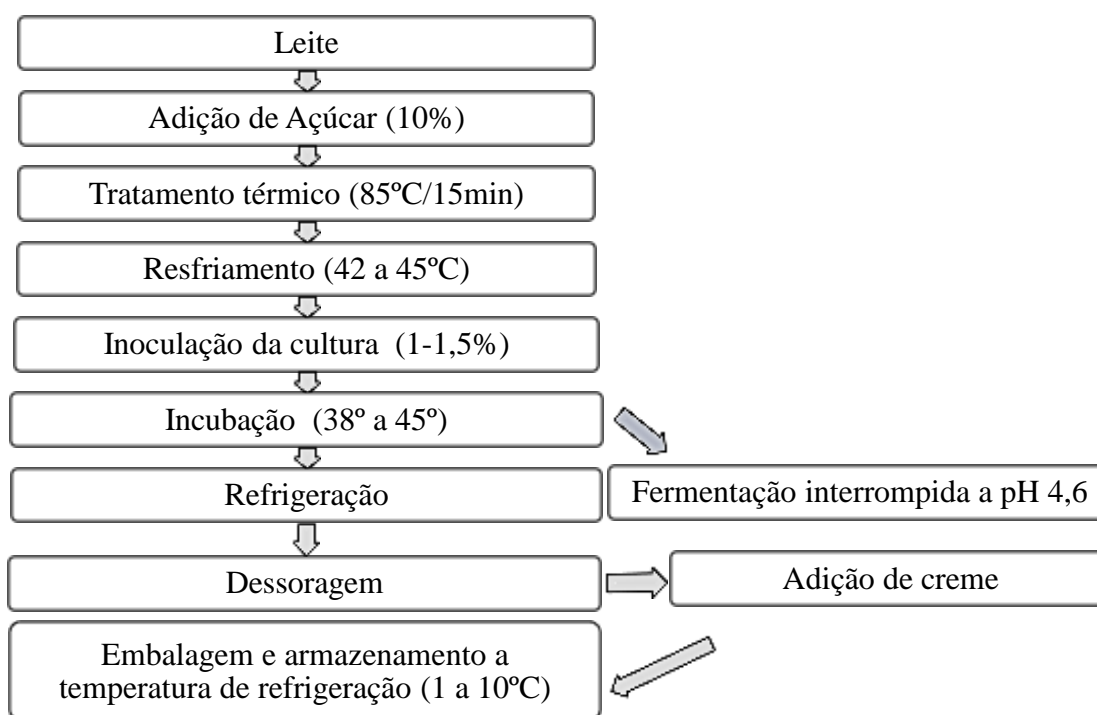 Leite
Adição de Açúcar (10%)
Tratamento térmico (85ºC/15min)
Resfriamento (42 a 45ºC)
Inoculação da cultura (1-1,5%)
Incubação (38º a 45º)
Refrigeração
Fermentação interrompida a pH 4,6
Dessoragem
Adição de creme
Embalagem e armazenamento a
temperatura de refrigeração (1 a 10ºC)